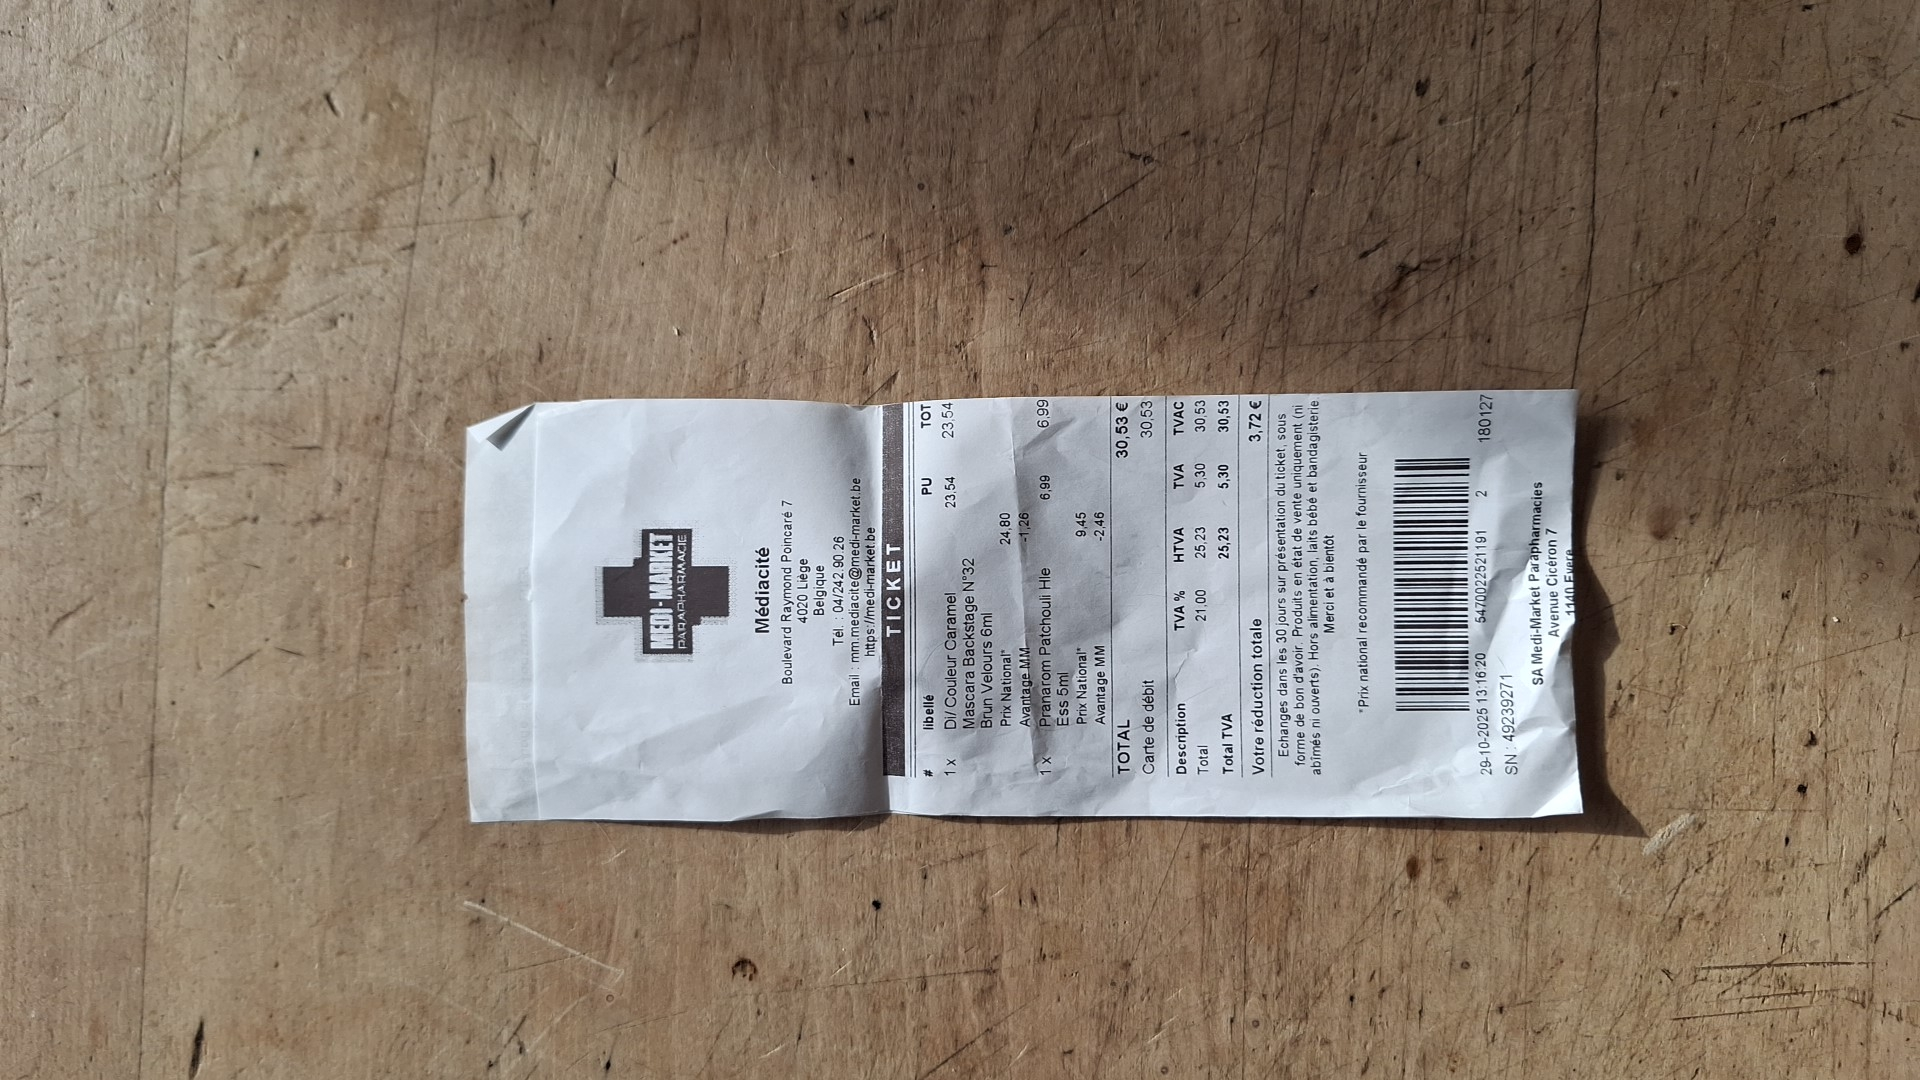 MEDI-MARKET
PARAPHARMACIE
Médiacité
Boulevard Raymond Poincaré 7
4020 Liège
Belgique
Tel. : 04/242.90.26
Email : mm.mediacite@medi-market.be
https://medi-market.be
TICKET
# libellé PU TOT
1 x Di/ Couleur Caramel 23,54 23,54
Mascara Backstage N°32
Brun Velours 6ml
Prix National* 24,80
Avantage MM -1,26
1 x Pranarom Patchouli Hle 6,99 6,99
Ess 5ml
Prix National* 9,45
Avantage MM -2,46
TOTAL 30,53 €
Carte de débit 30,53
Description TVA % HTVA TVA TVAC
Total 21,00 25,23 5,30 30,53
Total TVA 25,23 5,30 30,53
Votre réduction totale 3,72 €
Echanges dans les 30 jours sur présentation du ticket, sous
forme de bon d'avoir. Produits en état de vente uniquement (ni
abimés ni ouverts). Hors alimentation, laits bébé et bandagisterie
Merci et à bientôt
*Prix national recommandé par le fournisseur
29-10-2025 13:16:20 5470022521191 2 180127
SN : 49239271
SA Medi-Market Parapharmacies
Avenue Cicéron 7
1140 Evere